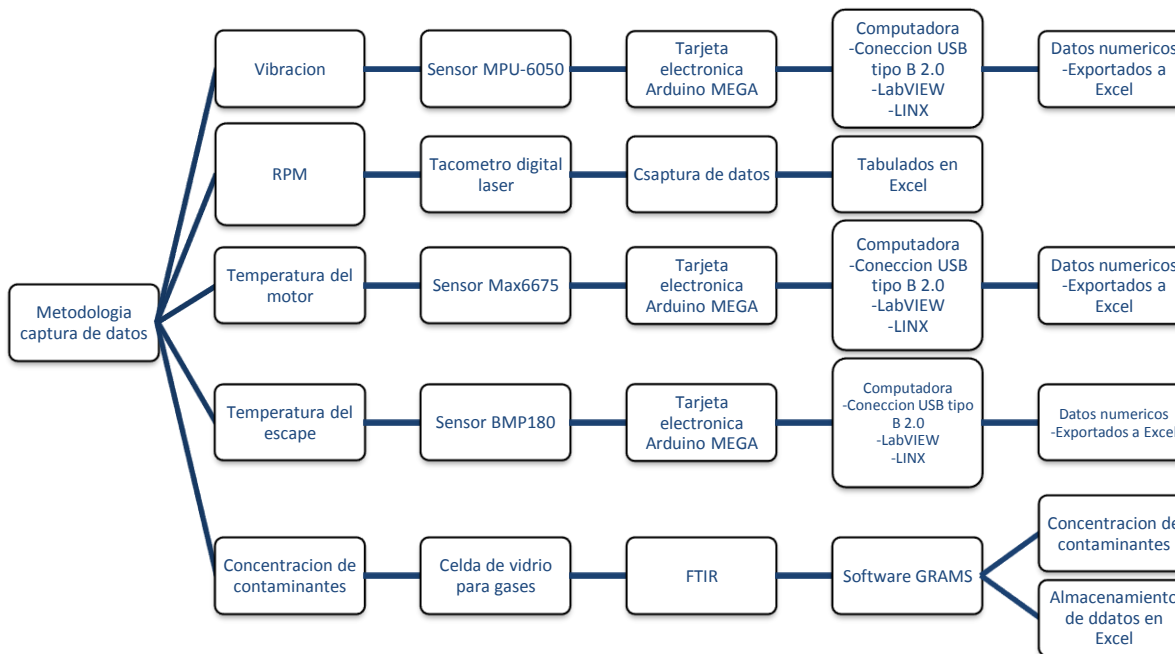 Metodologia
captura de datos
Vibracion
Sensor MPU-6050
Tarjeta
electronica
Arduino MEGA
Computadora
-Coneccion USB
tipo B 2.0
-LabVIEW
-LINX
Datos numericos
-Exportados a
Excel
RPM
Tacometro digital
laser
Csaptura de datos
Tabulados en
Excel
Temperatura del
motor
Sensor Max6675
Tarjeta
electronica
Arduino MEGA
Computadora
-Coneccion USB
tipo B 2.0
-LabVIEW
-LINX
Datos numericos
-Exportados a
Excel
Temperatura del
escape
Sensor BMP180
Tarjeta
electronica
Arduino MEGA
Computadora
-Coneccion USB tipo
B 2.0
-LabVIEW
-LINX
Datos numericos
-Exportados a Excel
Concentracion de
contaminantes
Celda de vidrio
para gases
FTIR
Software GRAMS
Concentracion de
contaminantes
Almacenamiento
de ddatos en
Excel